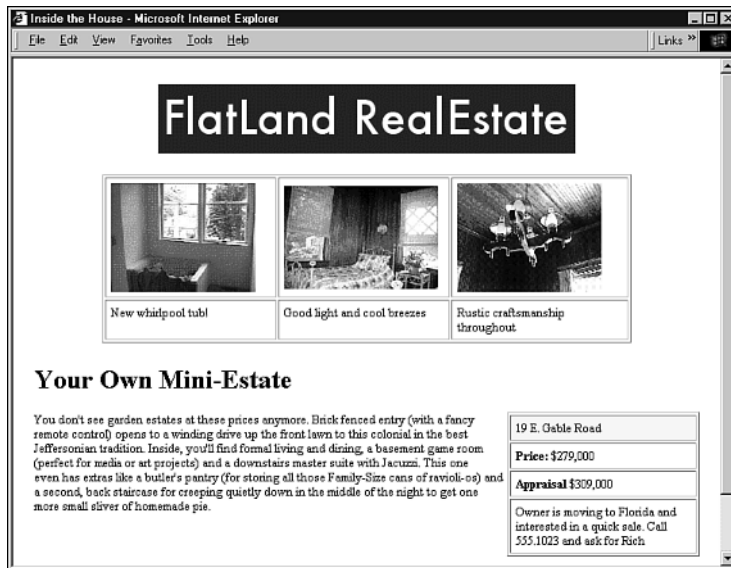 Inside the House - Microsoft Internet Explorer
File Edit View Favorites Tools Help
Links »
FlatLand RealEstate
New whirlpool tub!
Good light and cool breezes
Rustic craftsmanship
throughout
Your Own Mini-Estate
You don't see garden estates at these prices anymore. Brick fenced entry (with a fancy
remote control) opens to a winding drive up the front lawn to this colonial in the best
Jeffersonian tradition. Inside, you'll find formal living and dining, a basement game room
(perfect for media or art projects) and a downstairs master suite with Jacuzzi. This one
even has extras like a butler's pantry (for storing all those Family-Size cans of ravioli-os) and
a second, back staircase for creeping quietly down in the middle of the night to get one
more small sliver of homemade pie.
19 E. Gable Road
Price: $279,000
Appraisal $309,000
Owner is moving to Florida and
interested in a quick sale. Call
555.1023 and ask for Rich